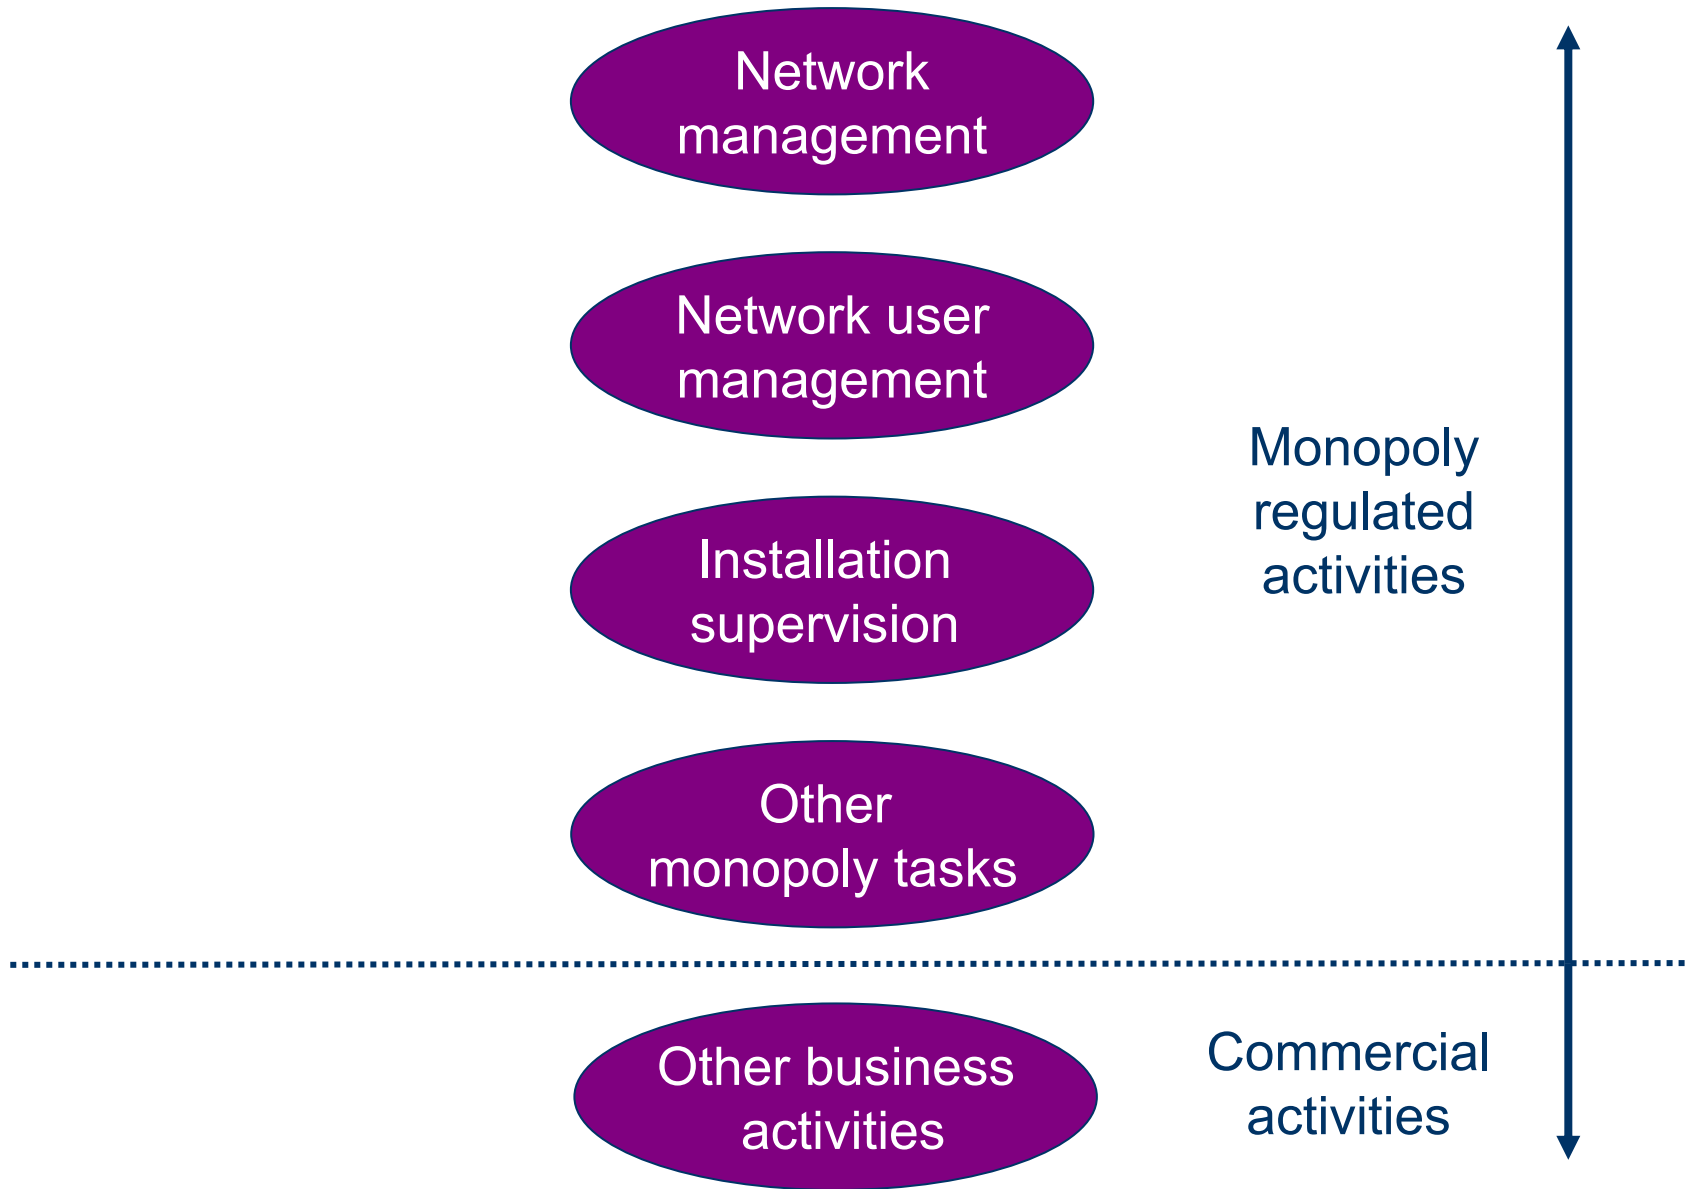 Network
management
Network user
management
Monopoly
regulated
activities
Installation
supervision
Other
monopoly tasks
Other business
activities
Commercial
activities